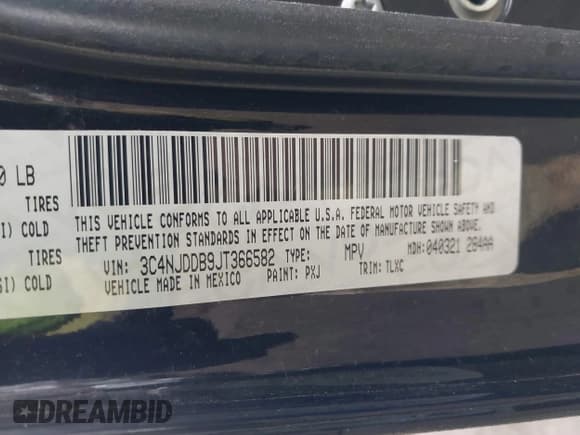 0 LB
TIRES
I) COLD
TIRES
SI) COLD
THIS VEHICLE CONFORMS TO ALL APPLICABLE U.S.A. FEDERAL MOTOR VEHICLE SAFETY AND
THEFT PREVENTION STANDARDS IN EFFECT ON THE DATE OF MANUFACTURE SHOWN ABOVE.
VIN: 3C4NJDDB9JT366582 TYPE: MPV MDH: 040321 284AA
VEHICLE MADE IN MEXICO PAINT: PXJ TRIM: TLXC
DREAMBID